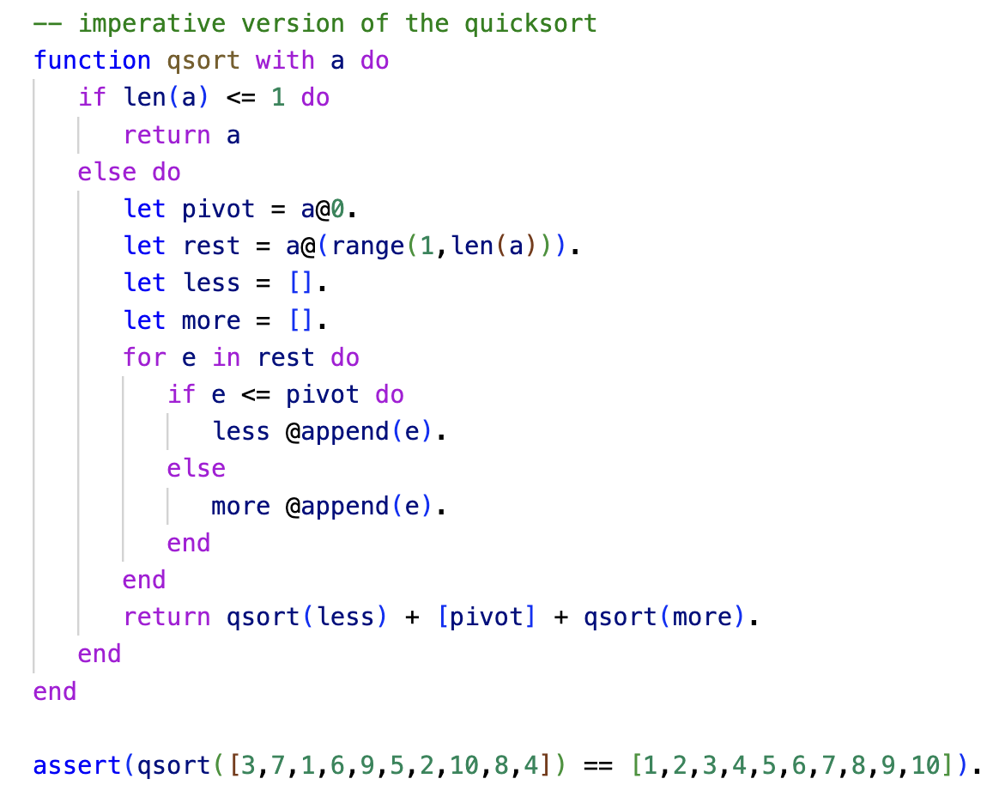 -- imperative version of the quicksort
function qsort with a do
   if len(a) <= 1 do
      return a
   else do
      let pivot = a@0.
      let rest = a@(range(1,len(a))).
      let less = [].
      let more = [].
      for e in rest do
         if e <= pivot do
            less @append(e).
         else
            more @append(e).
         end
      end
      return qsort(less) + [pivot] + qsort(more).
   end
end

assert(qsort([3,7,1,6,9,5,2,10,8,4]) == [1,2,3,4,5,6,7,8,9,10]).